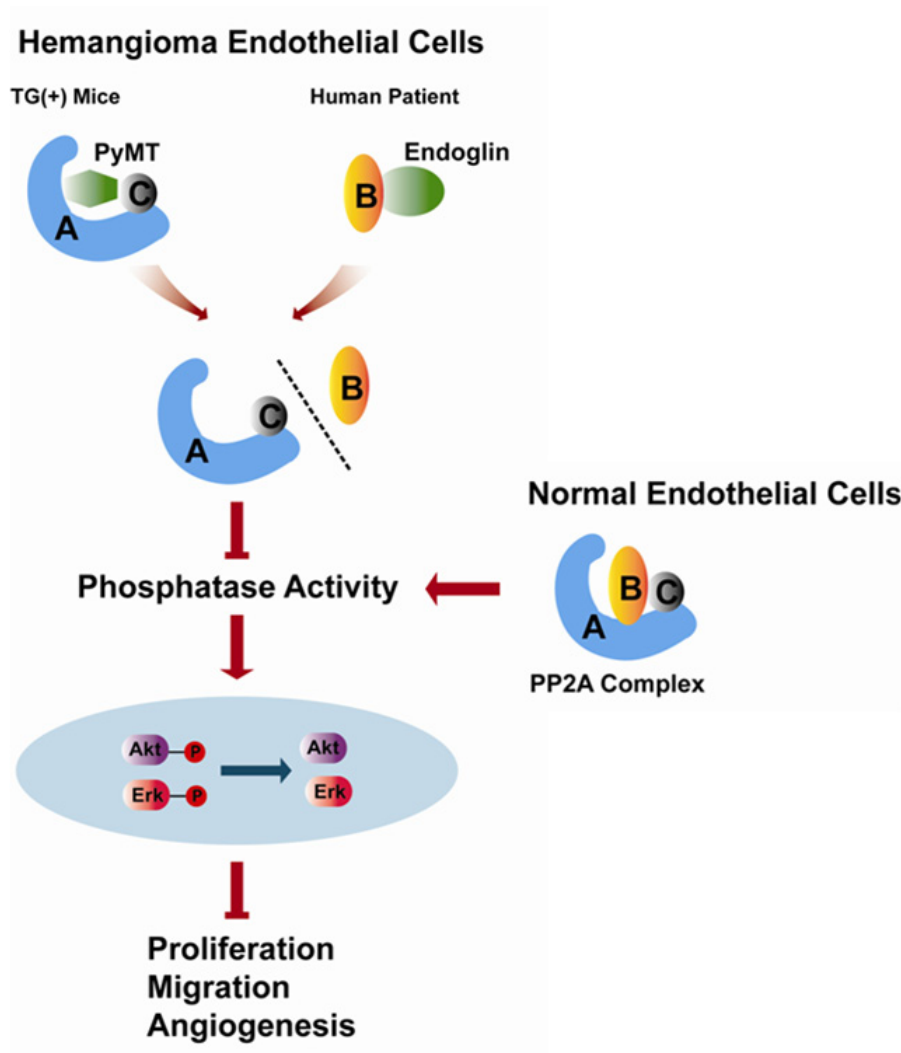 Hemangioma Endothelial Cells
TG(+) Mice
Human Patient
PyMT
C
A
Endoglin
B
B
C
A
Normal Endothelial Cells
B
C
A
PP2A Complex
Phosphatase Activity
Akt P
Akt
Erk P
Erk
Proliferation
Migration
Angiogenesis